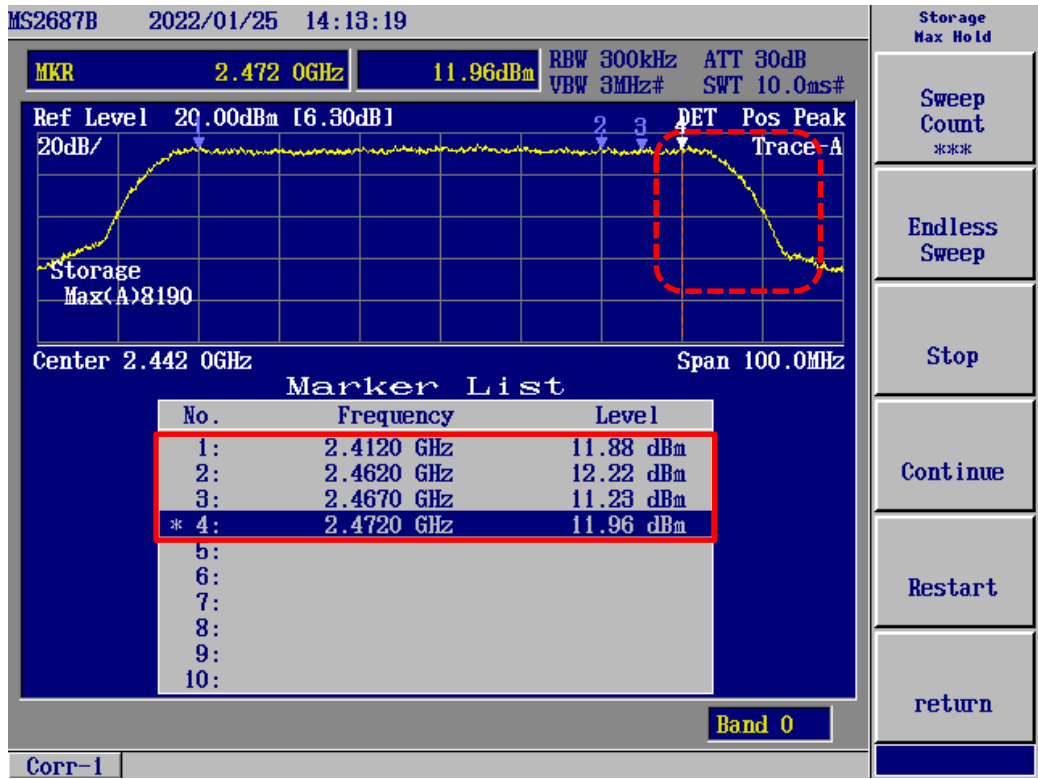 MS2687B 2022/01/25 14:13:19
Storage
Max Hold
MKR 2.472 0GHz 11.96dBm
RBW 300kHz ATT 30dB
VBW 3MHz# SWT 10.0ms#
Ref Level 20.00dBm [6.30dB] DET Pos Peak
20dB/ Trace-A
1 2 3 4
Storage
Max(A)8190
Center 2.442 0GHz Span 100.0MHz
Marker List
No. Frequency Level
1: 2.4120 GHz 11.88 dBm
2: 2.4620 GHz 12.22 dBm
3: 2.4670 GHz 11.23 dBm
* 4: 2.4720 GHz 11.96 dBm
5:
6:
7:
8:
9:
10:
Band 0
Corr-1
Sweep
Count
***
Endless
Sweep
Stop
Continue
Restart
return